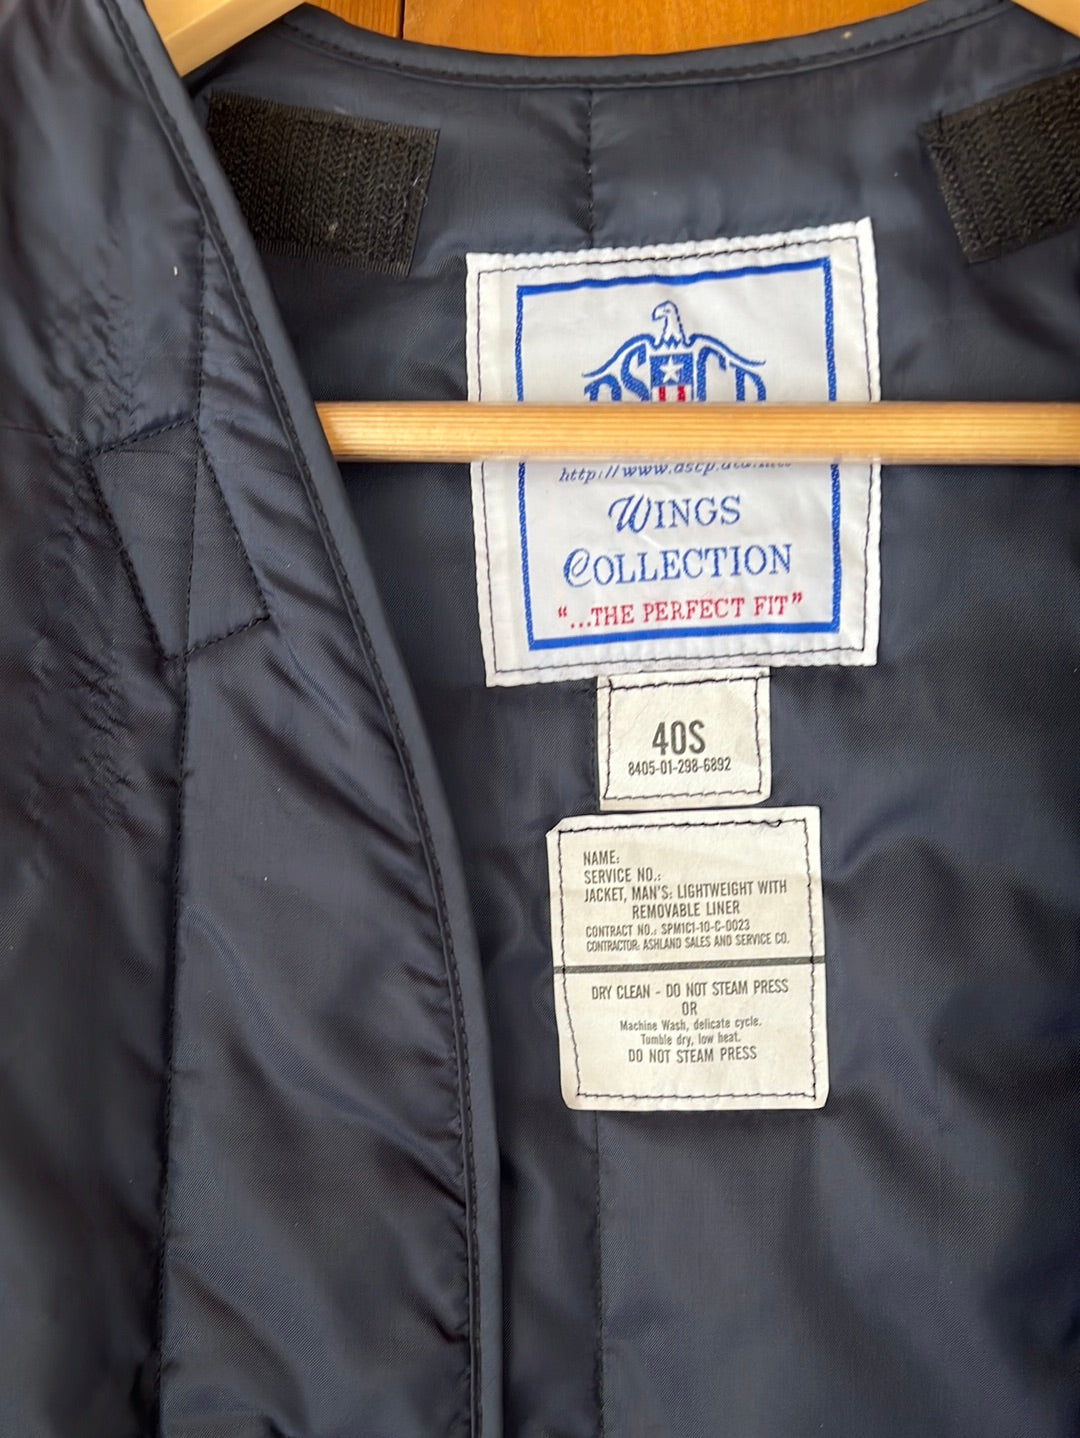 DSCP
WINGS
COLLECTION
"...THE PERFECT FIT"
40S
8405-01-298-6892
NAME:
SERVICE NO.:
JACKET, MAN'S: LIGHTWEIGHT WITH
REMOVABLE LINER
CONTRACT NO.: SPM1C1-10-C-0023
CONTRACTOR: ASHLAND SALES AND SERVICE CO.
DRY CLEAN - DO NOT STEAM PRESS
OR
Machine Wash, delicate cycle.
Tumble dry, low heat.
DO NOT STEAM PRESS